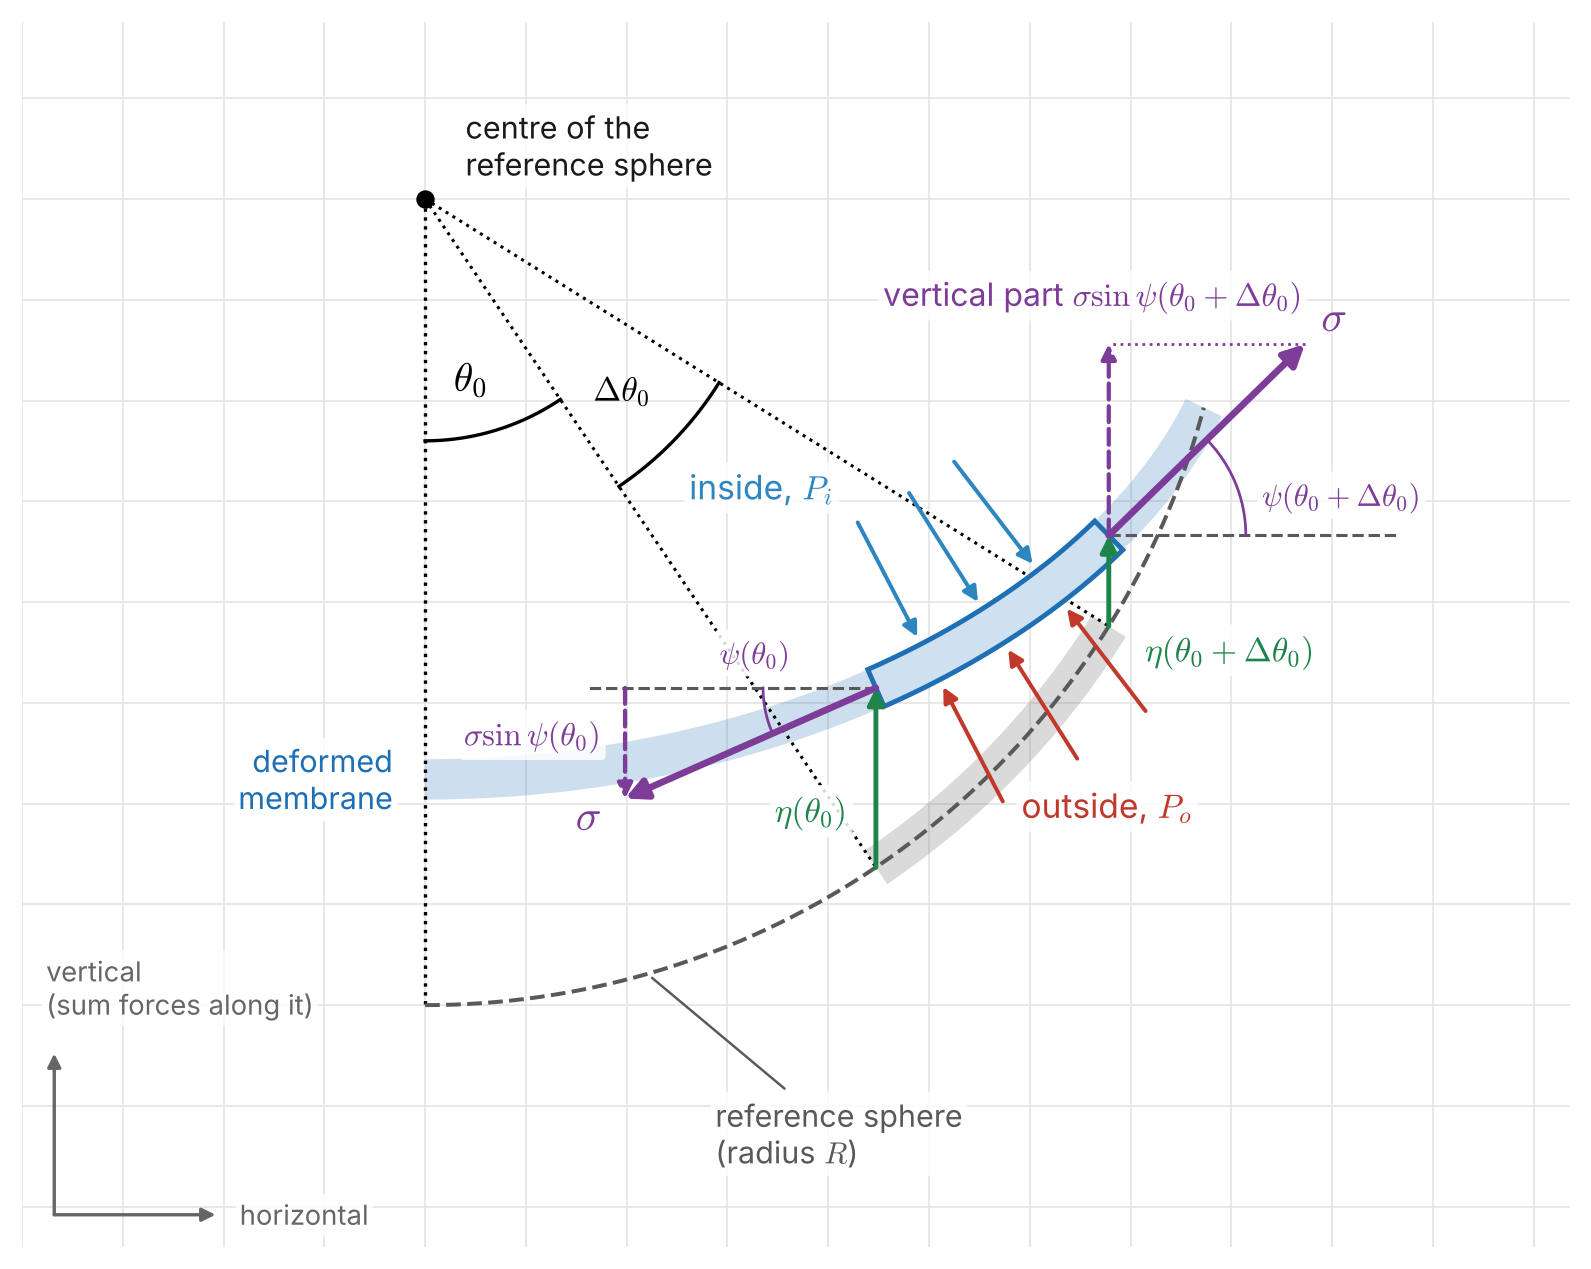 centre of the
reference sphere
vertical part σ sin ψ(θ₀ + Δθ₀)
σ
θ₀
Δθ₀
inside, Pᵢ
ψ(θ₀ + Δθ₀)
ψ(θ₀)
η(θ₀ + Δθ₀)
σ sin ψ(θ₀)
deformed
membrane
σ
η(θ₀)
outside, Pₒ
vertical
(sum forces along it)
reference sphere
(radius R)
horizontal